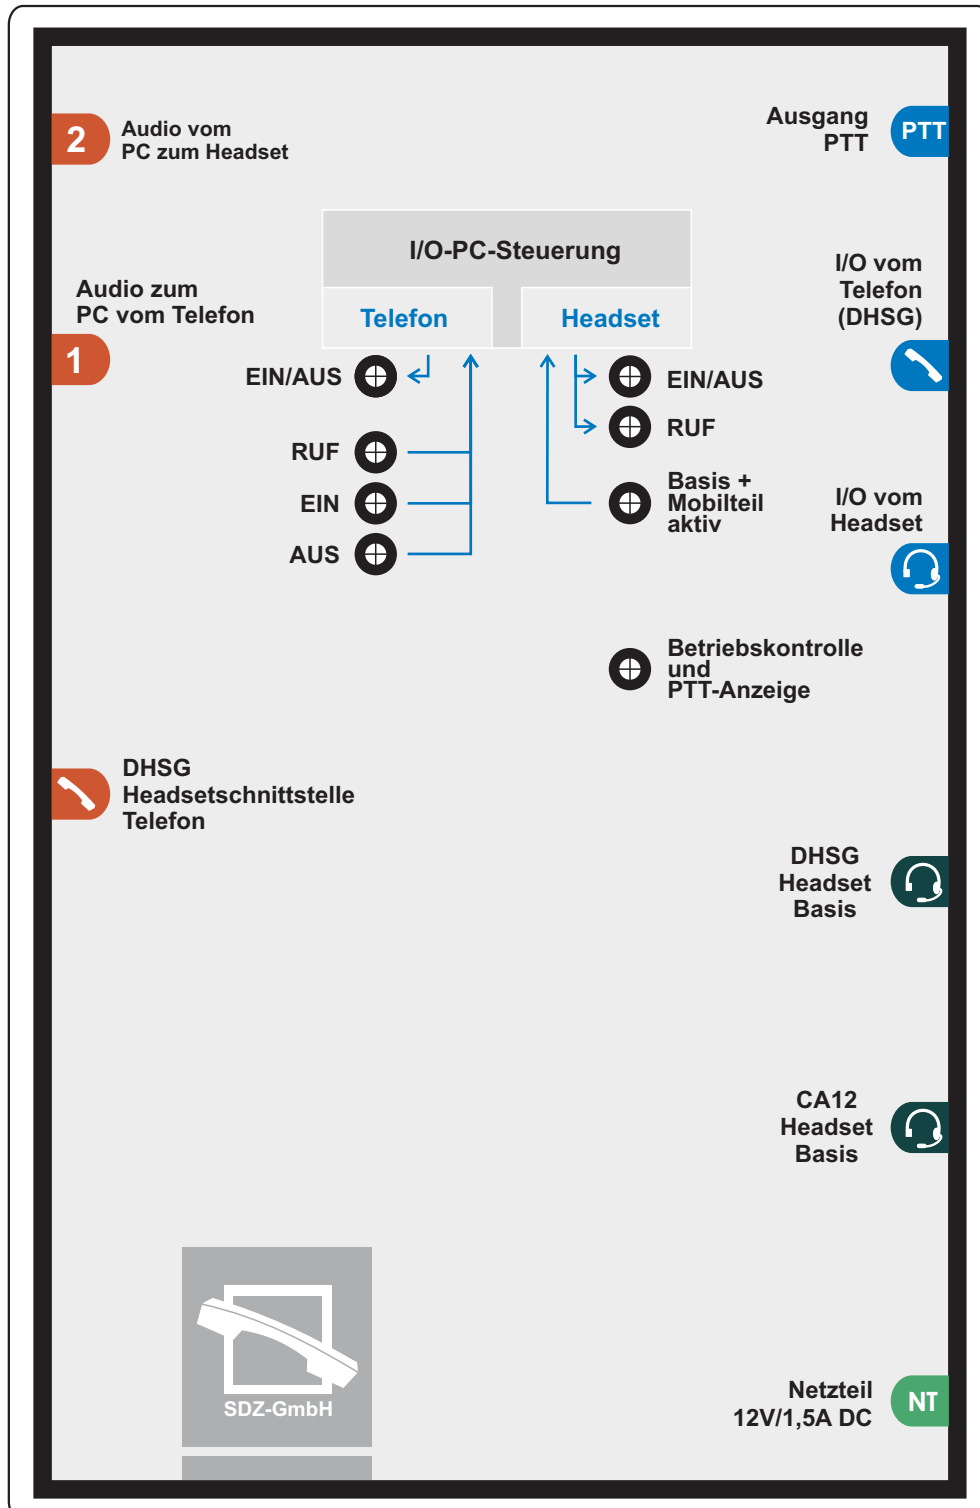 2
Audio vom
PC zum Headset
Ausgang
PTT
PTT
I/O-PC-Steuerung
Telefon
Headset
Audio zum
PC vom Telefon
1
I/O vom
Telefon
(DHSG)
EIN/AUS
RUF
EIN
AUS
EIN/AUS
RUF
Basis +
Mobilteil
aktiv
I/O vom
Headset
Betriebskontrolle
und
PTT-Anzeige
DHSG
Headsetschnittstelle
Telefon
DHSG
Headset
Basis
CA12
Headset
Basis
SDZ-GmbH
Netzteil
12V/1,5A DC
NT